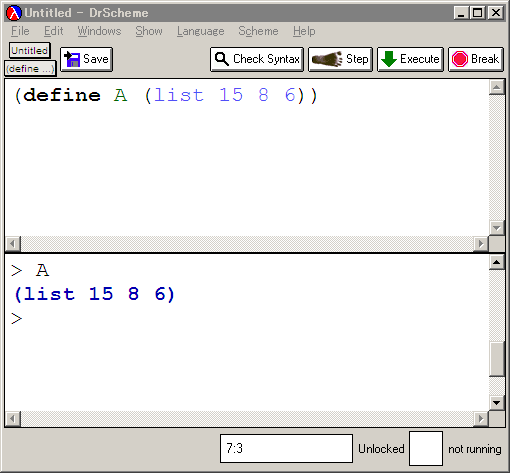 Untitled - DrScheme
File Edit Windows Show Language Scheme Help
Untitled
(define ...)
Save
Check Syntax
Step
Execute
Break
(define A (list 15 8 6))
> A
(list 15 8 6)
>
7:3
Unlocked
not running